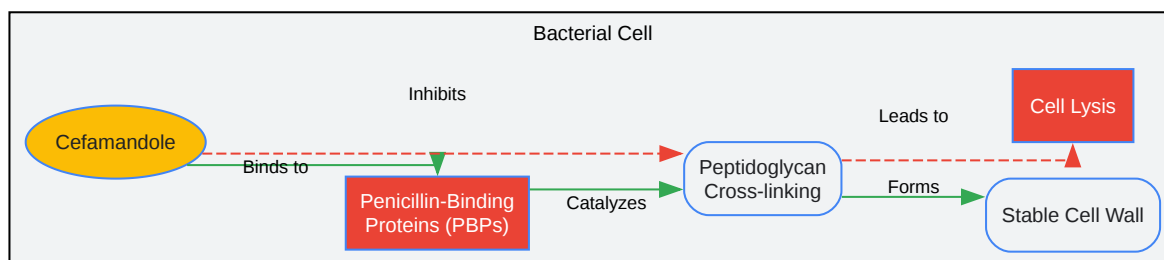 Bacterial Cell
Inhibits
Cefamandole
Binds to
Penicillin-Binding
Proteins (PBPs)
Catalyzes
Peptidoglycan
Cross-linking
Leads to
Cell Lysis
Forms
Stable Cell Wall